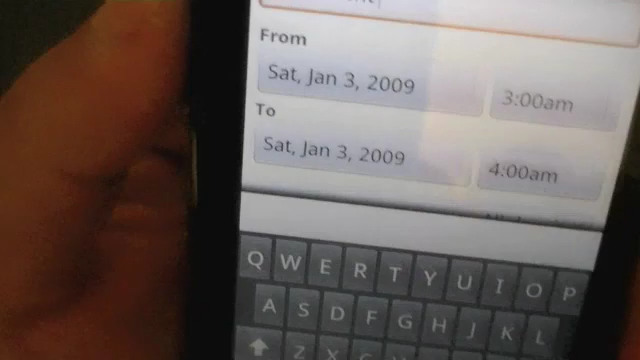 From
Sat, Jan 3, 2009 3:00am
To
Sat, Jan 3, 2009 4:00am
Q W E R T Y U I O P
A S D F G H J K L
Z X